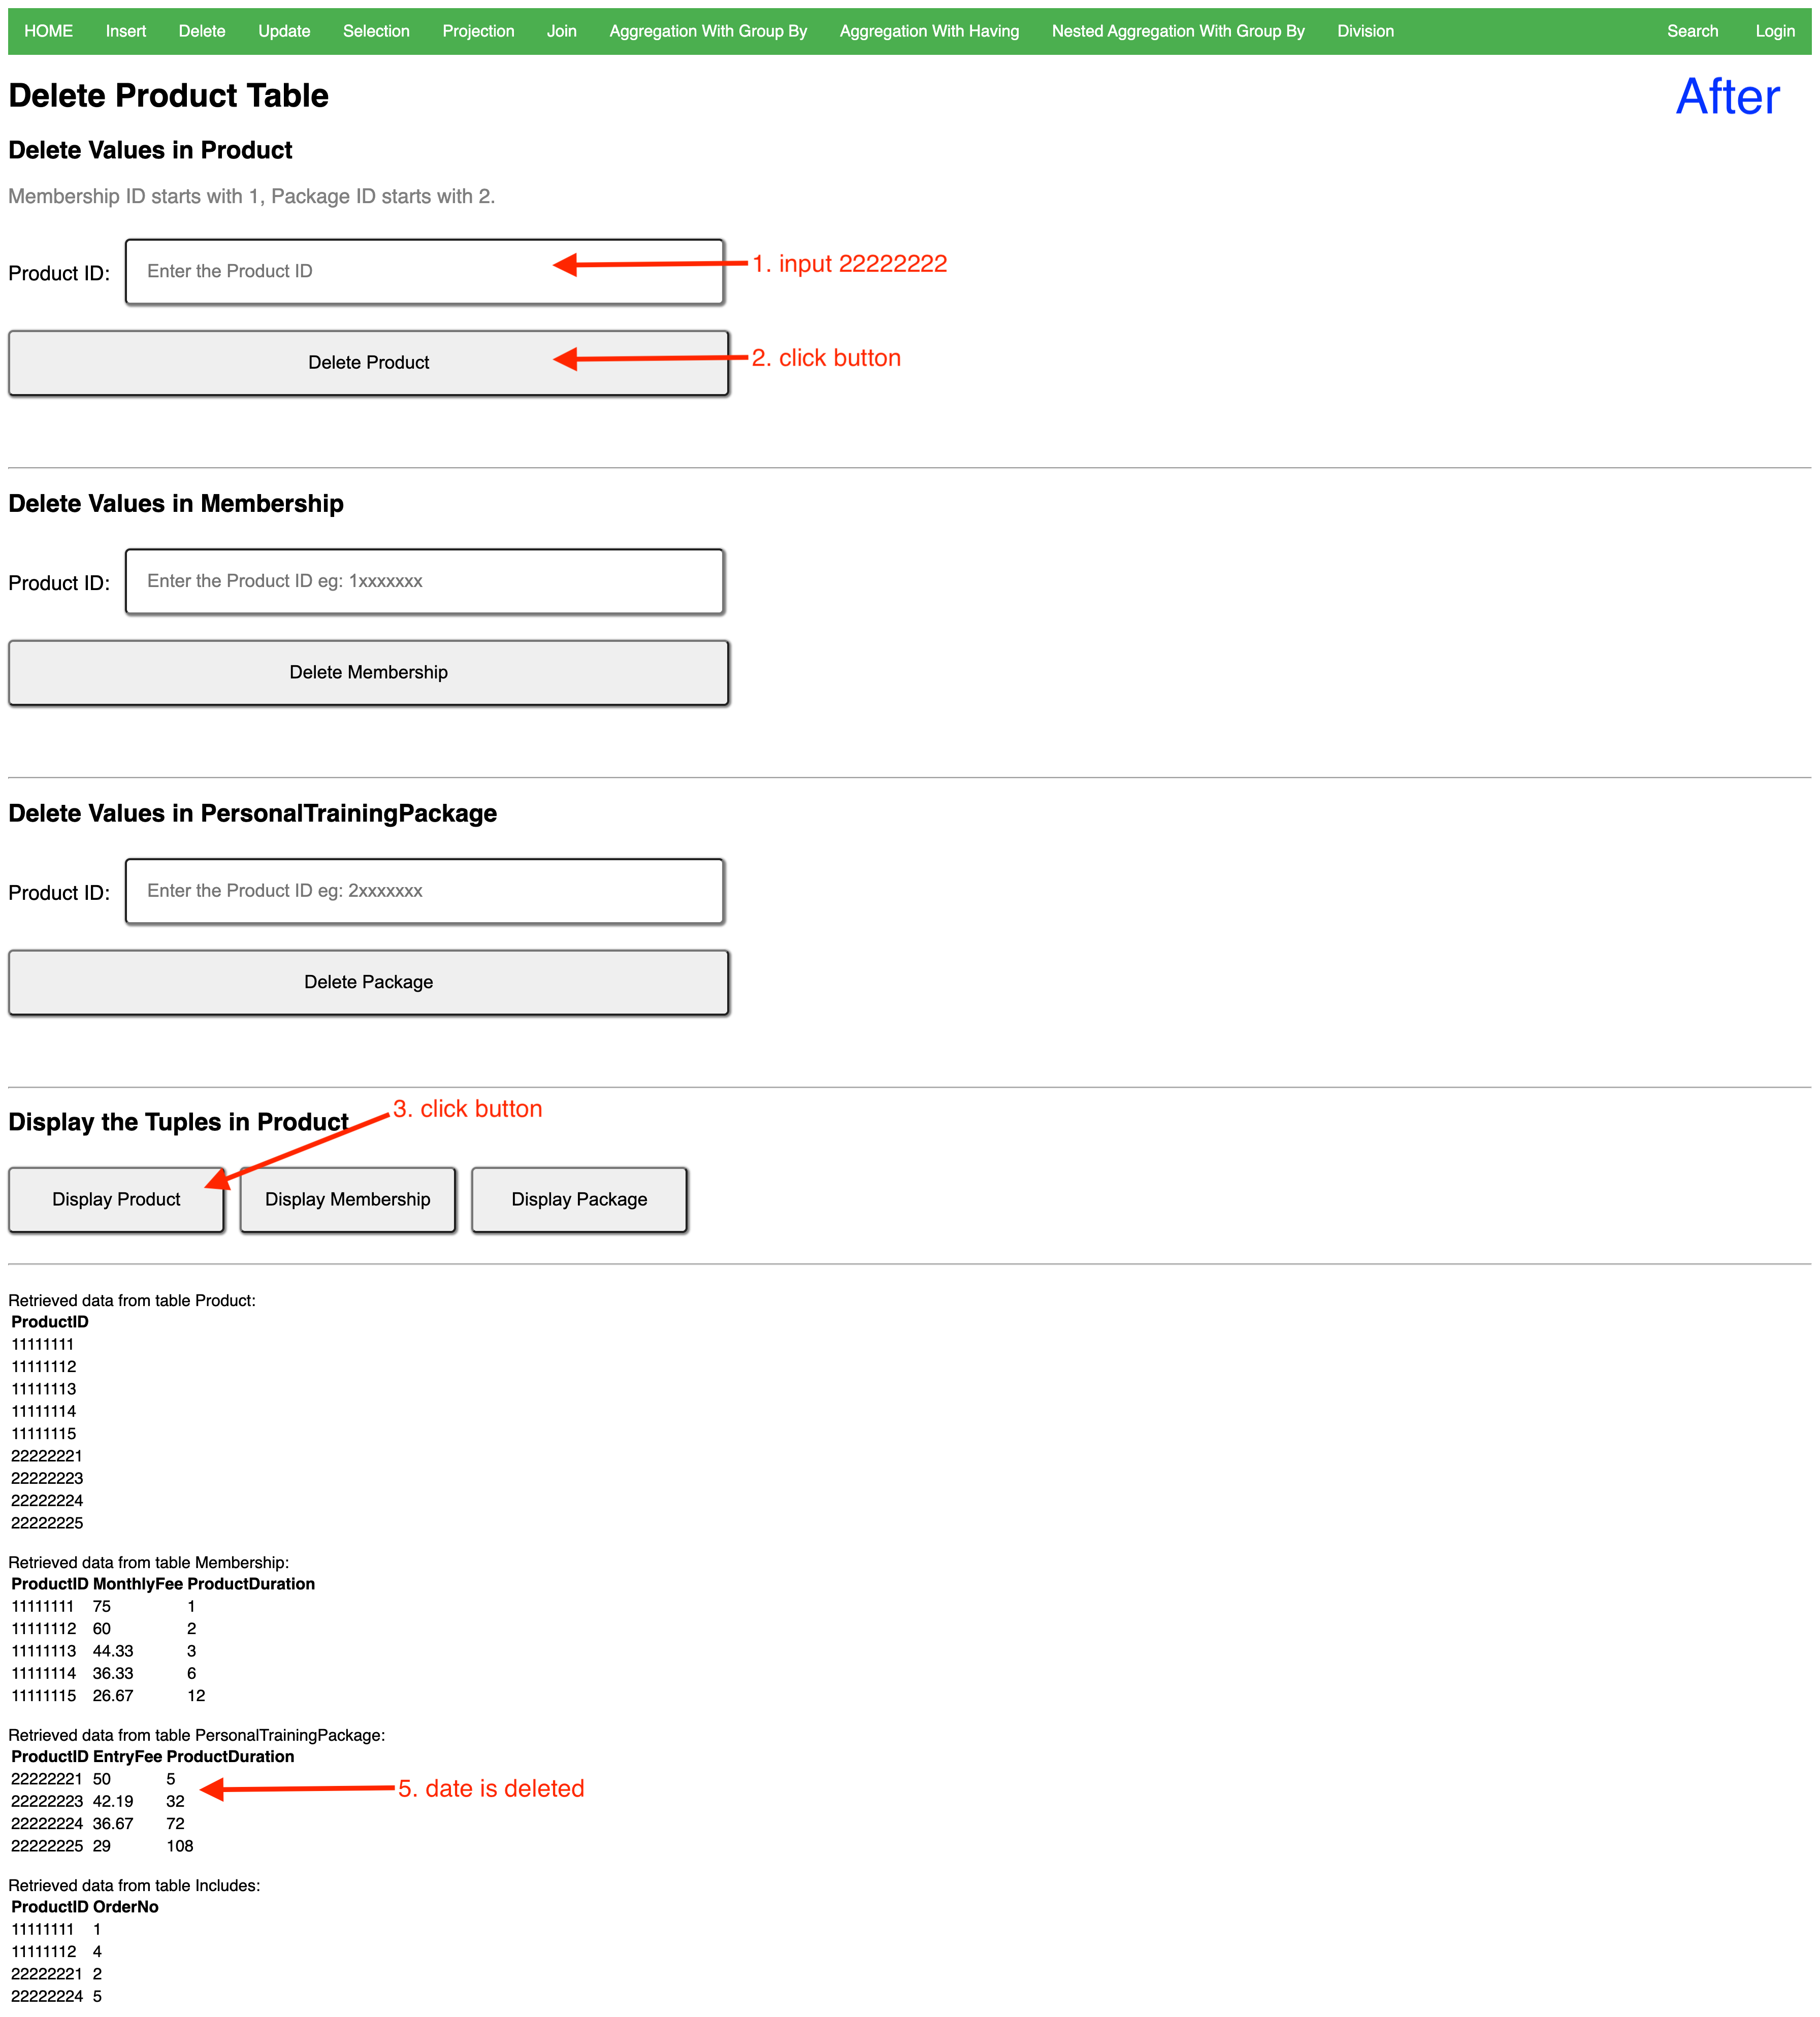 HOME Insert Delete Update Selection Projection Join Aggregation With Group By Aggregation With Having Nested Aggregation With Group By Division Search Login
Delete Product Table
After
Delete Values in Product
Membership ID starts with 1, Package ID starts with 2.
Product ID: Enter the Product ID
1. input 22222222
Delete Product
2. click button
Delete Values in Membership
Product ID: Enter the Product ID eg: 1xxxxxxx
Delete Membership
Delete Values in PersonalTrainingPackage
Product ID: Enter the Product ID eg: 2xxxxxxx
Delete Package
3. click button
Display the Tuples in Product
Display Product Display Membership Display Package
Retrieved data from table Product:
ProductID
11111111
11111112
11111113
11111114
11111115
22222221
22222223
22222224
22222225
Retrieved data from table Membership:
ProductID MonthlyFee ProductDuration
11111111 75 1
11111112 60 2
11111113 44.33 3
11111114 36.33 6
11111115 26.67 12
Retrieved data from table PersonalTrainingPackage:
ProductID EntryFee ProductDuration
22222221 50 5
5. date is deleted
22222223 42.19 32
22222224 36.67 72
22222225 29 108
Retrieved data from table Includes:
ProductID OrderNo
11111111 1
11111112 4
22222221 2
22222224 5